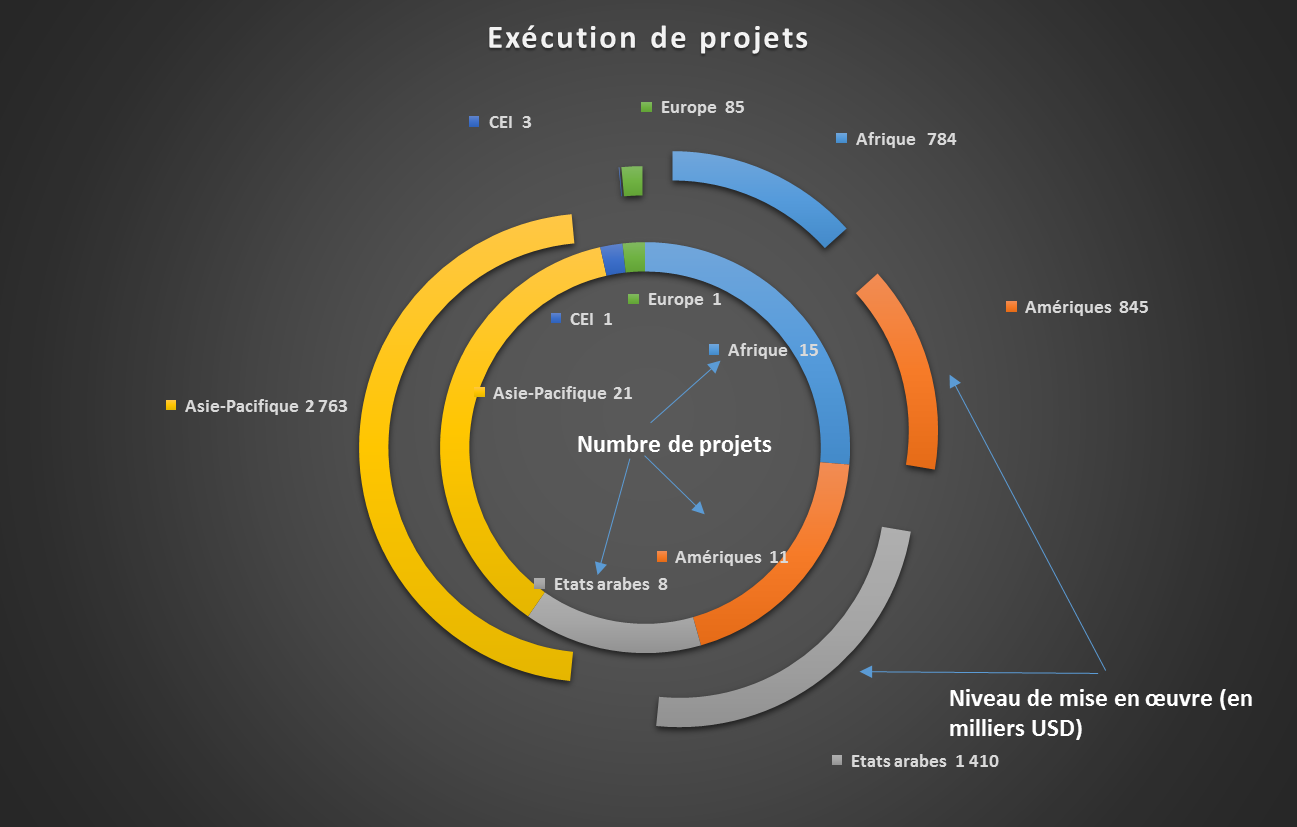 Exécution de projets
Europe 85
CEI 3
Afrique 784
Europe 1
Amériques 845
CEI 1
Afrique 15
Asie-Pacifique 21
Asie-Pacifique 2 763
Numbre de projets
Amériques 11
Etats arabes 8
Niveau de mise en œuvre (en
milliers USD)
Etats arabes 1 410